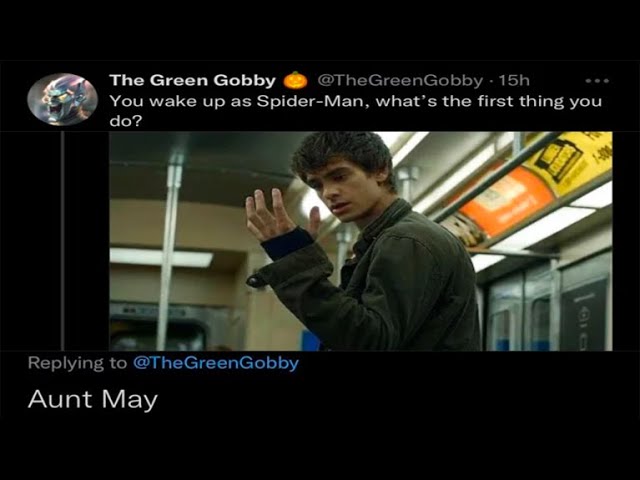 The Green Gobby 🎃 @TheGreenGobby · 15h
You wake up as Spider-Man, what's the first thing you
do?
Replying to @TheGreenGobby
Aunt May